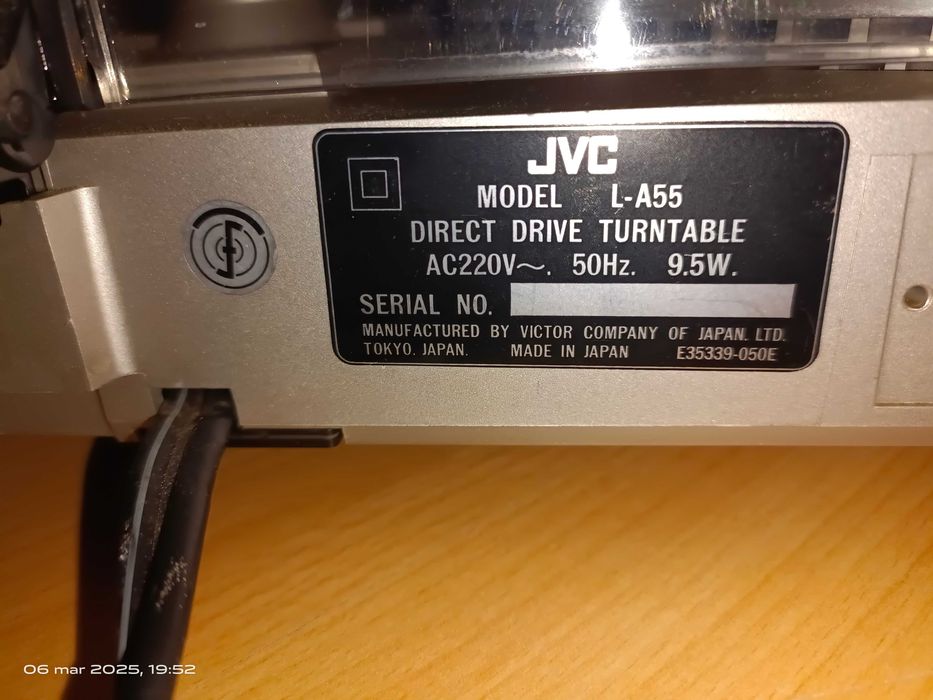 JVC
MODEL L-A55
DIRECT DRIVE TURNTABLE
AC220V～. 50Hz. 9.5W.
SERIAL NO.
MANUFACTURED BY VICTOR COMPANY OF JAPAN. LTD.
TOKYO. JAPAN. MADE IN JAPAN E35339-050E
06 mar 2025, 19:52